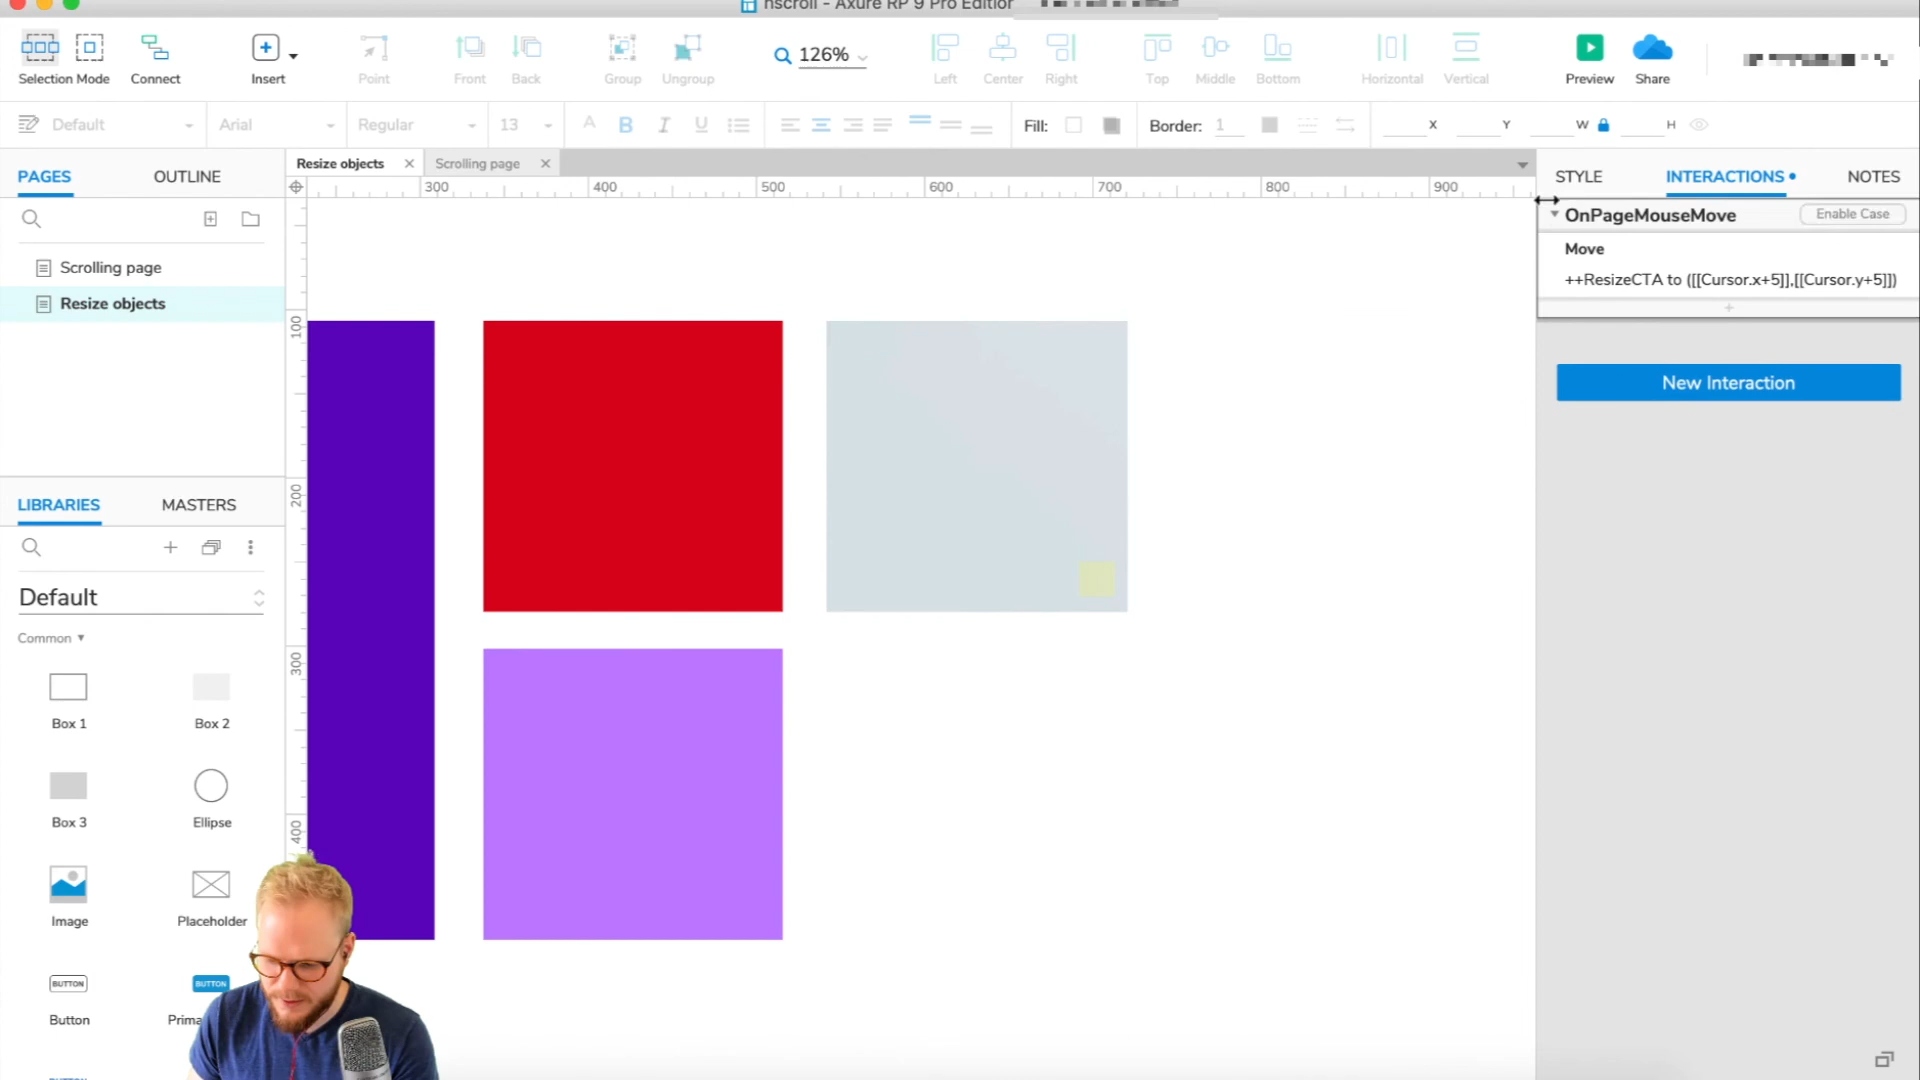 nscroll - Axure RP 9 Pro Edition
Selection Mode
Connect
Insert
Point
Front
Back
Group
Ungroup
126%
Left
Center
Right
Top
Middle
Bottom
Horizontal
Vertical
Preview
Share
Default
Arial
Regular
13
A
B
I
U
Fill:
Border:
1
X
Y
W
H
PAGES
OUTLINE
Scrolling page
Resize objects
Resize objects
Scrolling page
300
400
500
600
700
800
900
100
200
300
400
STYLE
INTERACTIONS
NOTES
OnPageMouseMove
Enable Case
Move
++ResizeCTA to ([[Cursor.x+5]],[[Cursor.y+5]])
New Interaction
LIBRARIES
MASTERS
Default
Common
Box 1
Box 2
Box 3
Ellipse
Image
Placeholder
BUTTON
BUTTON
Button
Prima